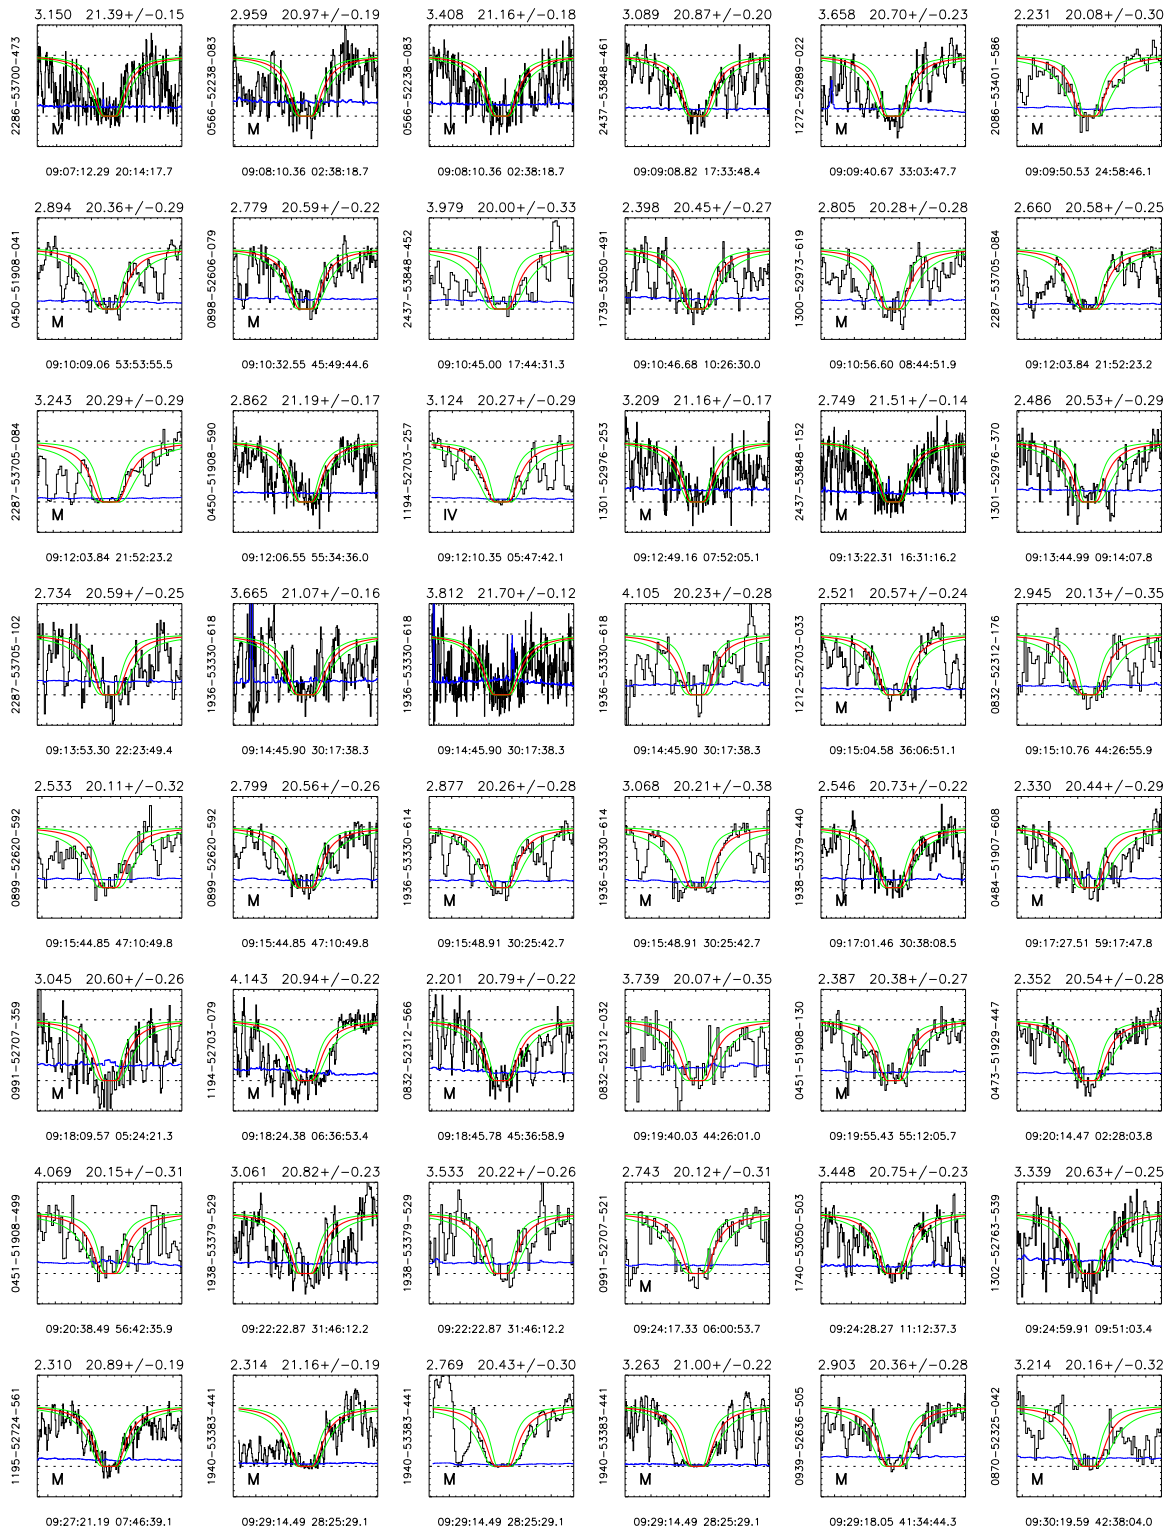 3.150 21.39+/-0.15 2.959 20.97+/-0.19 3.408 21.16+/-0.18 3.089 20.87+/-0.20 3.658 20.70+/-0.23 2.231 20.08+/-0.30
2286-53700-473 0566-52238-083 0566-52238-083 2437-53848-461 1272-52989-022 2086-53401-586
M M M M M M
09:07:12.29 20:14:17.7 09:08:10.36 02:38:18.7 09:08:10.36 02:38:18.7 09:09:08.82 17:33:48.4 09:09:40.67 33:03:47.7 09:09:50.53 24:58:46.1
2.894 20.36+/-0.29 2.779 20.59+/-0.22 3.979 20.00+/-0.33 2.398 20.45+/-0.27 2.805 20.28+/-0.28 2.660 20.58+/-0.25
0450-51908-041 0898-52606-079 2437-53848-452 1739-53050-491 1300-52973-619 2287-53705-084
M M M M
09:10:09.06 53:53:55.5 09:10:32.55 45:49:44.6 09:10:45.00 17:44:31.3 09:10:46.68 10:26:30.0 09:10:56.60 08:44:51.9 09:12:03.84 21:52:23.2
3.243 20.29+/-0.29 2.862 21.19+/-0.17 3.124 20.27+/-0.29 3.209 21.16+/-0.17 2.749 21.51+/-0.14 2.486 20.53+/-0.29
2287-53705-084 0450-51908-590 1194-52703-257 1301-52976-253 2437-53848-152 1301-52976-370
M IV M M
09:12:03.84 21:52:23.2 09:12:06.55 55:34:36.0 09:12:10.35 05:47:42.1 09:12:49.16 07:52:05.1 09:13:22.31 16:31:16.2 09:13:44.99 09:14:07.8
2.734 20.59+/-0.25 3.665 21.07+/-0.16 3.812 21.70+/-0.12 4.105 20.23+/-0.28 2.521 20.57+/-0.24 2.945 20.13+/-0.35
2287-53705-102 1936-53330-618 1936-53330-618 1936-53330-618 1212-52703-033 0832-52312-176
M M
09:13:53.30 22:23:49.4 09:14:45.90 30:17:38.3 09:14:45.90 30:17:38.3 09:14:45.90 30:17:38.3 09:15:04.58 36:06:51.1 09:15:10.76 44:26:55.9
2.533 20.11+/-0.32 2.799 20.56+/-0.26 2.877 20.26+/-0.28 3.068 20.21+/-0.38 2.546 20.73+/-0.22 2.330 20.44+/-0.29
0899-52620-592 0899-52620-592 1936-53330-614 1936-53330-614 1938-53379-440 0484-51907-608
M M M M M
09:15:44.85 47:10:49.8 09:15:44.85 47:10:49.8 09:15:48.91 30:25:42.7 09:15:48.91 30:25:42.7 09:17:01.46 30:38:08.5 09:17:27.51 59:17:47.8
3.045 20.60+/-0.26 4.143 20.94+/-0.22 2.201 20.79+/-0.22 3.739 20.07+/-0.35 2.387 20.38+/-0.27 2.352 20.54+/-0.28
0991-52707-359 1194-52703-079 0832-52312-566 0832-52312-032 0451-51908-130 0473-51929-447
M M M M
09:18:09.57 05:24:21.3 09:18:24.38 06:36:53.4 09:18:45.78 45:36:58.9 09:19:40.03 44:26:01.0 09:19:55.43 55:12:05.7 09:20:14.47 02:28:03.8
4.069 20.15+/-0.31 3.061 20.82+/-0.23 3.533 20.22+/-0.26 2.743 20.12+/-0.31 3.448 20.75+/-0.23 3.339 20.63+/-0.25
0451-51908-499 1938-53379-529 1938-53379-529 0991-52707-521 1740-53050-503 1302-52763-539
M M
09:20:38.49 56:42:35.9 09:22:22.87 31:46:12.2 09:22:22.87 31:46:12.2 09:24:17.33 06:00:53.7 09:24:28.27 11:12:37.3 09:24:59.91 09:51:03.4
2.310 20.89+/-0.19 2.314 21.16+/-0.19 2.769 20.43+/-0.30 3.263 21.00+/-0.22 2.903 20.36+/-0.28 3.214 20.16+/-0.32
1195-52724-561 1940-53383-441 1940-53383-441 1940-53383-441 0939-52636-505 0870-52325-042
M M M M M
09:27:21.19 07:46:39.1 09:29:14.49 28:25:29.1 09:29:14.49 28:25:29.1 09:29:14.49 28:25:29.1 09:29:18.05 41:34:44.3 09:30:19.59 42:38:04.0